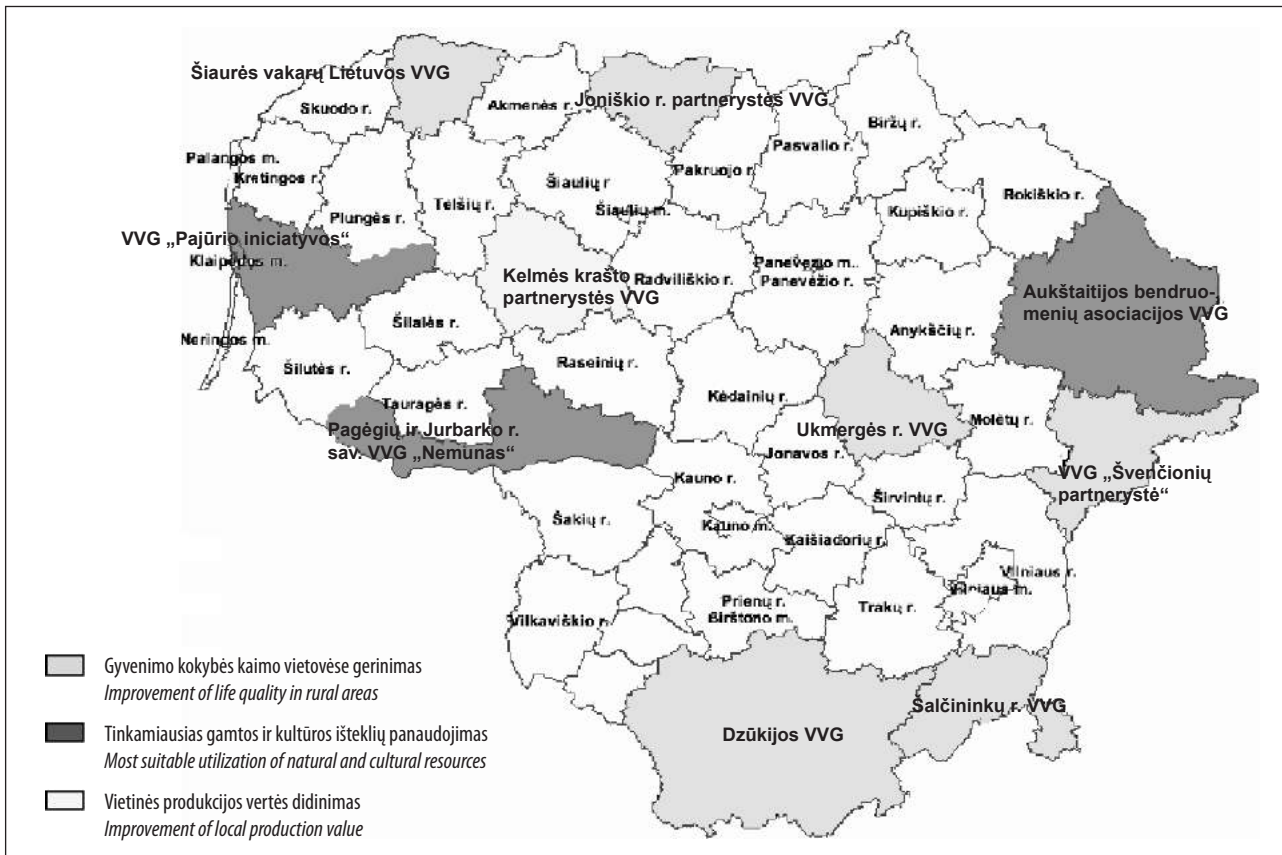 Šiaurės vakarų Lietuvos VVG
Skuodo r.
Akmenės r.
Joniškio r. partnerystės VVG
Biržų r.
Pasvalio r.
Palangos m.
Kretingos r.
Plungės r.
Telšių r.
Šiaulių r
Šiaulių m.
Pakruojo r.
Kupiškio r.
Rokiškio r.
VVG „Pajūrio iniciatyvos“
Klaipėdos m.
Kelmės krašto
partnerystės VVG
Radviliškio r.
Panevėžio m.
Panevėžio r.
Aukštaitijos bendruo-
menių asociacijos VVG
Anykščių r.
Neringos m.
Šilalės r.
Šilutės r.
Raseinių r.
Tauragės r.
Kėdainių r.
Pagėgių ir Jurbarko r.
sav. VVG „Nemunas“
Ukmergės r. VVG
Molėtų r.
Jonavos r.
Kauno r.
Širvintų r.
VVG „Švenčionių
partnerystė“
Šakių r.
Kauno m.
Kaišiadorių r.
Vilniaus r.
Vilniaus m.
Prienų r.
Birštono m.
Trakų r.
Vilkaviškio r.
Šalčininkų r. VVG
Dzūkijos VVG
Gyvenimo kokybės kaimo vietovėse gerinimas
Improvement of life quality in rural areas
Tinkamiausias gamtos ir kultūros išteklių panaudojimas
Most suitable utilization of natural and cultural resources
Vietinės produkcijos vertės didinimas
Improvement of local production value